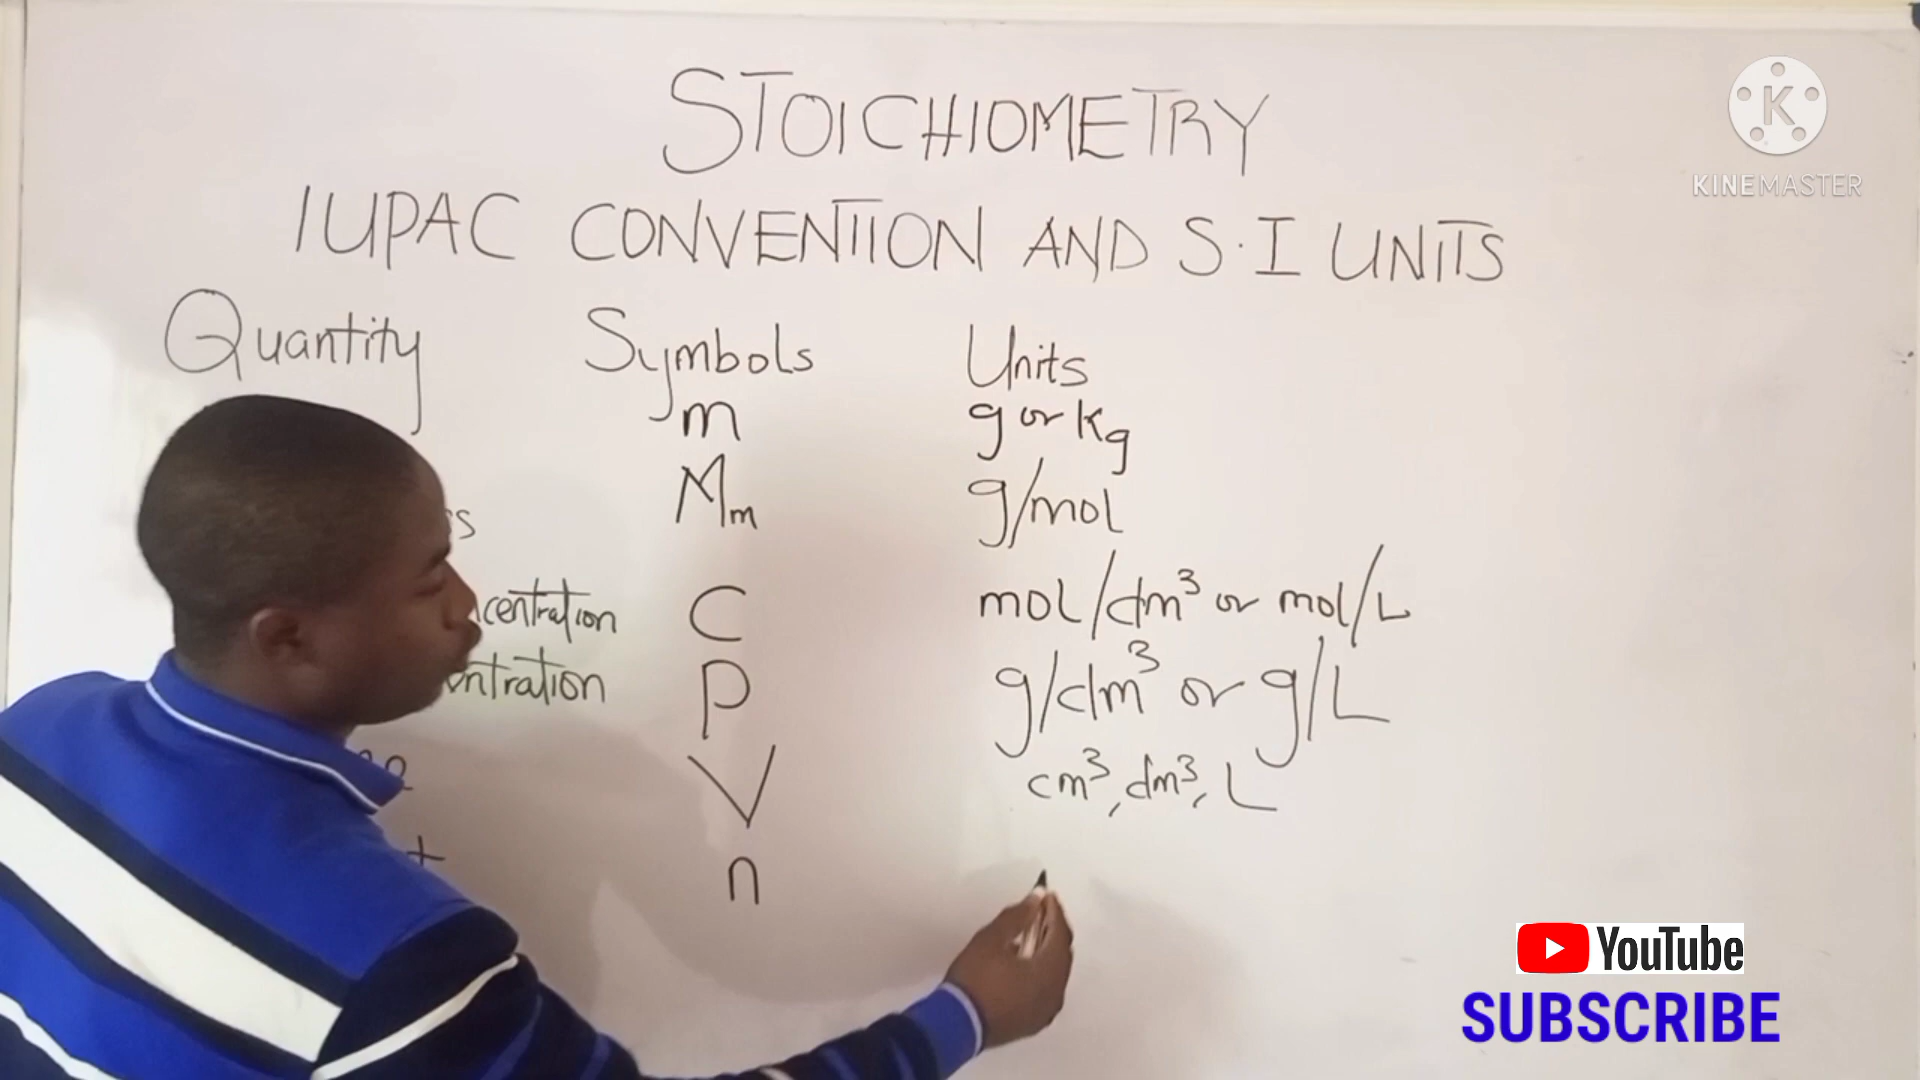 STOICHIOMETRY
IUPAC CONVENTION AND S.I UNITS
Quantity Symbols Units
m g or kg
Mm g/mol
C mol/dm³ or mol/L
ρ g/dm³ or g/L
V cm³, dm³, L
n
KINEMASTER
YouTube
SUBSCRIBE